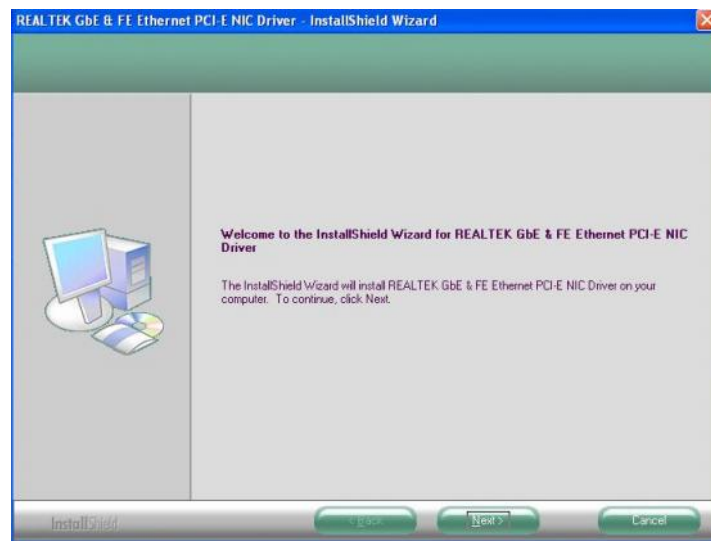 REALTEK GbE & FE Ethernet PCI-E NIC Driver - InstallShield Wizard
Welcome to the InstallShield Wizard for REALTEK GbE & FE Ethernet PCI-E NIC
Driver
The InstallShield Wizard will install REALTEK GbE & FE Ethernet PCI-E NIC Driver on your
computer. To continue, click Next.
InstallShield
< Back
Next >
Cancel